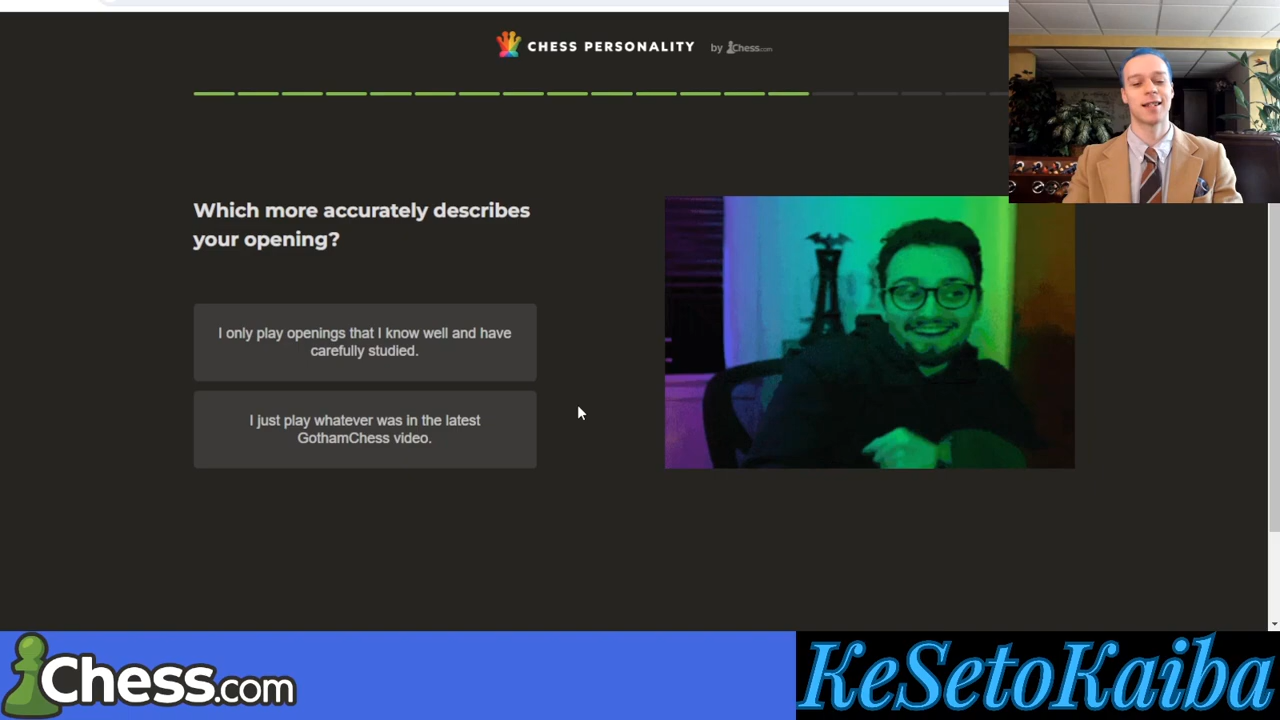 CHESS PERSONALITY by Chess.com
Which more accurately describes
your opening?
I only play openings that I know well and have
carefully studied.
I just play whatever was in the latest
GothamChess video.
Chess.com
KeSetoKaiba